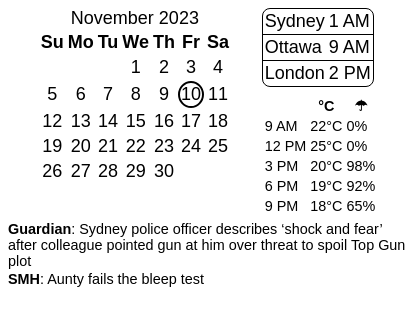 November 2023
Su Mo Tu We Th Fr Sa
1 2 3 4
5 6 7 8 9 10 11
12 13 14 15 16 17 18
19 20 21 22 23 24 25
26 27 28 29 30
Sydney 1 AM
Ottawa 9 AM
London 2 PM
°C ☂
9 AM 22°C 0%
12 PM 25°C 0%
3 PM 20°C 98%
6 PM 19°C 92%
9 PM 18°C 65%
Guardian: Sydney police officer describes ‘shock and fear’
after colleague pointed gun at him over threat to spoil Top Gun
plot
SMH: Aunty fails the bleep test